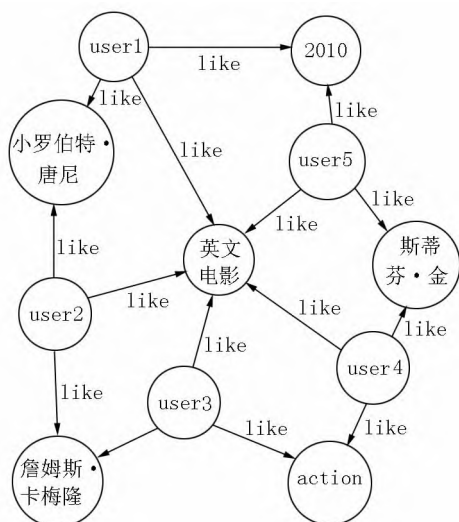 user1
like
2010
like
like
小罗伯特·
唐尼
like
user5
like
like
like
英文
电影
斯蒂
芬·金
like
user2
like
like
like
like
user4
like
user3
like
like
詹姆斯·
卡梅隆
action